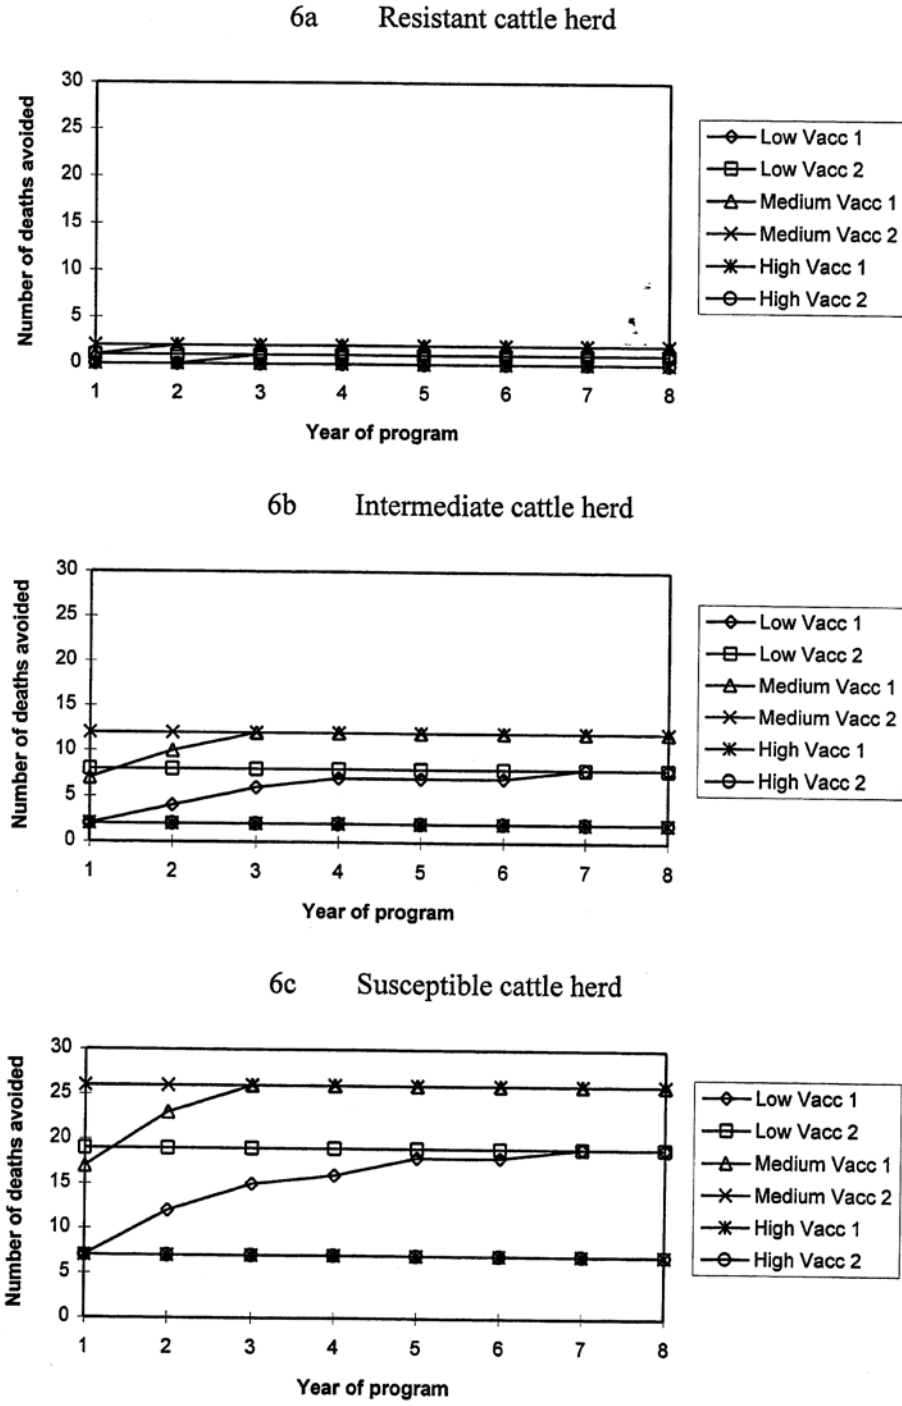 6a Resistant cattle herd
30
25
20
15
10
5
0
Number of deaths avoided
1 2 3 4 5 6 7 8
Year of program
Low Vacc 1
Low Vacc 2
Medium Vacc 1
Medium Vacc 2
High Vacc 1
High Vacc 2
6b Intermediate cattle herd
30
25
20
15
10
5
0
Number of deaths avoided
1 2 3 4 5 6 7 8
Year of program
Low Vacc 1
Low Vacc 2
Medium Vacc 1
Medium Vacc 2
High Vacc 1
High Vacc 2
6c Susceptible cattle herd
30
25
20
15
10
5
0
Number of deaths avoided
1 2 3 4 5 6 7 8
Year of program
Low Vacc 1
Low Vacc 2
Medium Vacc 1
Medium Vacc 2
High Vacc 1
High Vacc 2